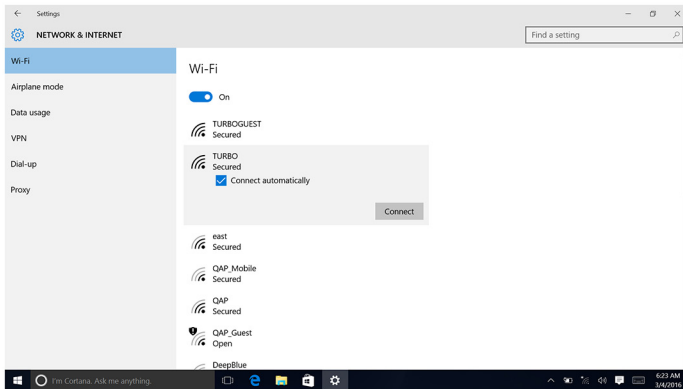 Settings
NETWORK & INTERNET
Find a setting
Wi-Fi
Airplane mode
Data usage
VPN
Dial-up
Proxy
Wi-Fi
On
TURBOGUEST
Secured
TURBO
Secured
Connect automatically
Connect
east
Secured
QAP_Mobile
Secured
QAP
Secured
QAP_Guest
Open
DeepBlue
I'm Cortana. Ask me anything.
6:23 AM
3/4/2016